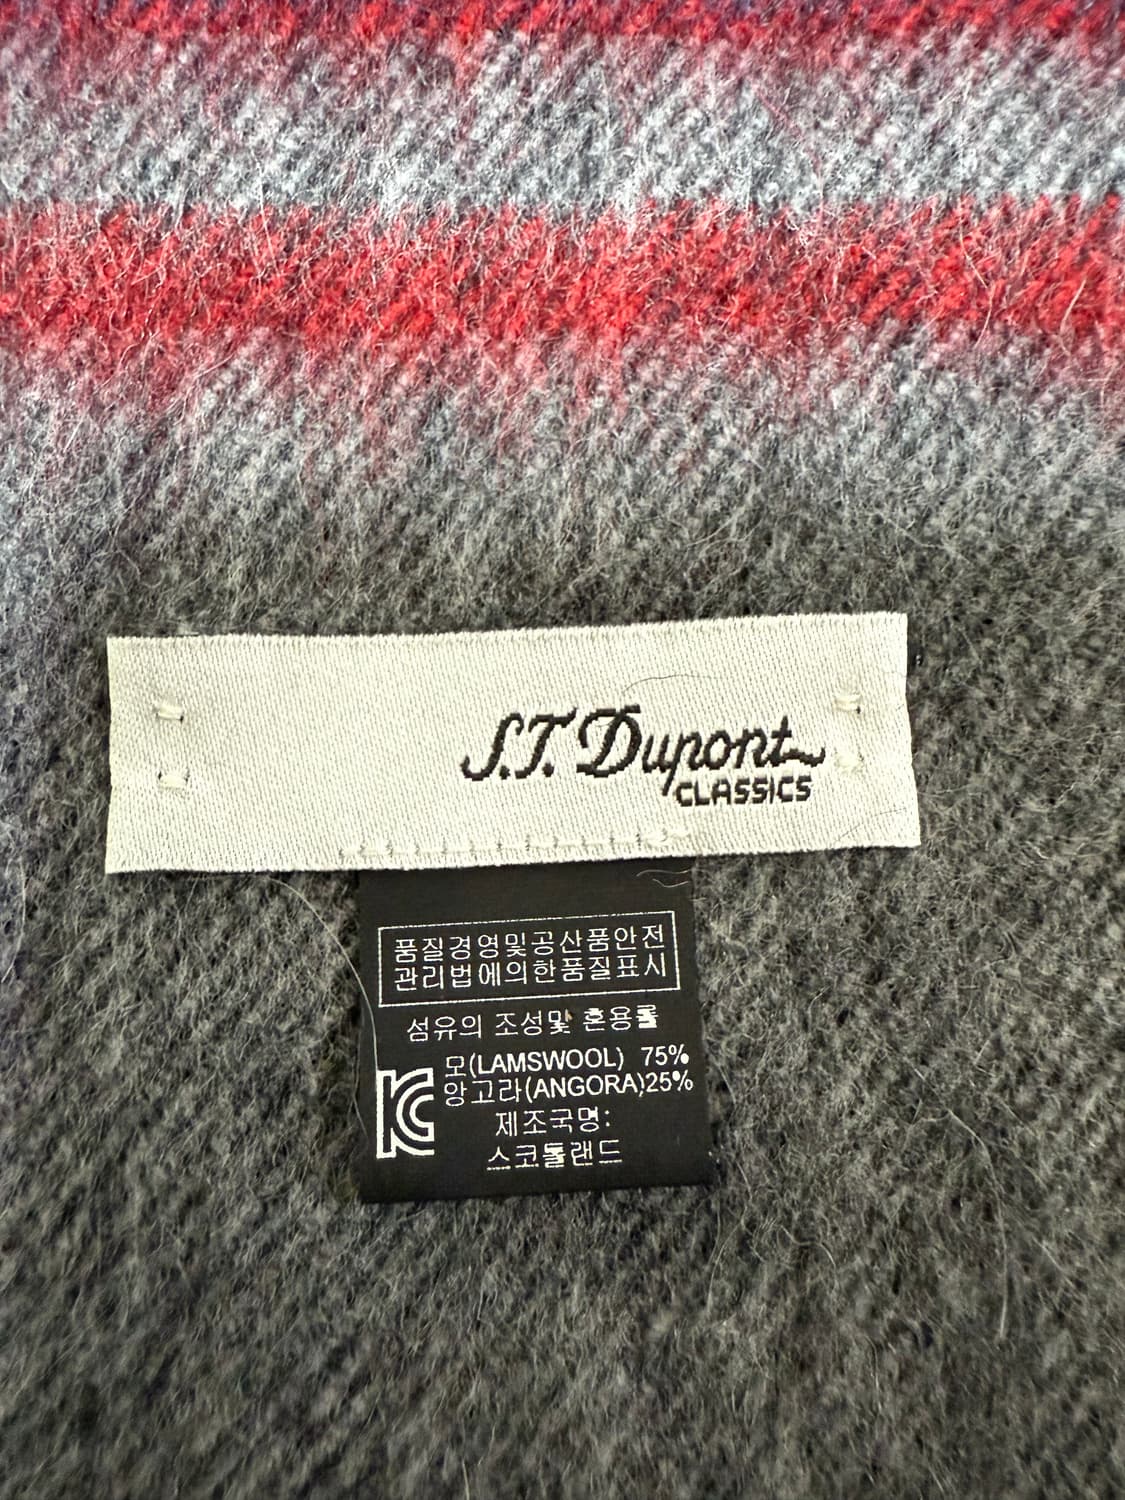 S.T. Dupont
CLASSICS
품질경영및공산품안전
관리법에의한품질표시
섬유의 조성및 혼용률
모(LAMSWOOL) 75%
앙고라(ANGORA)25%
제조국명:
스코틀랜드